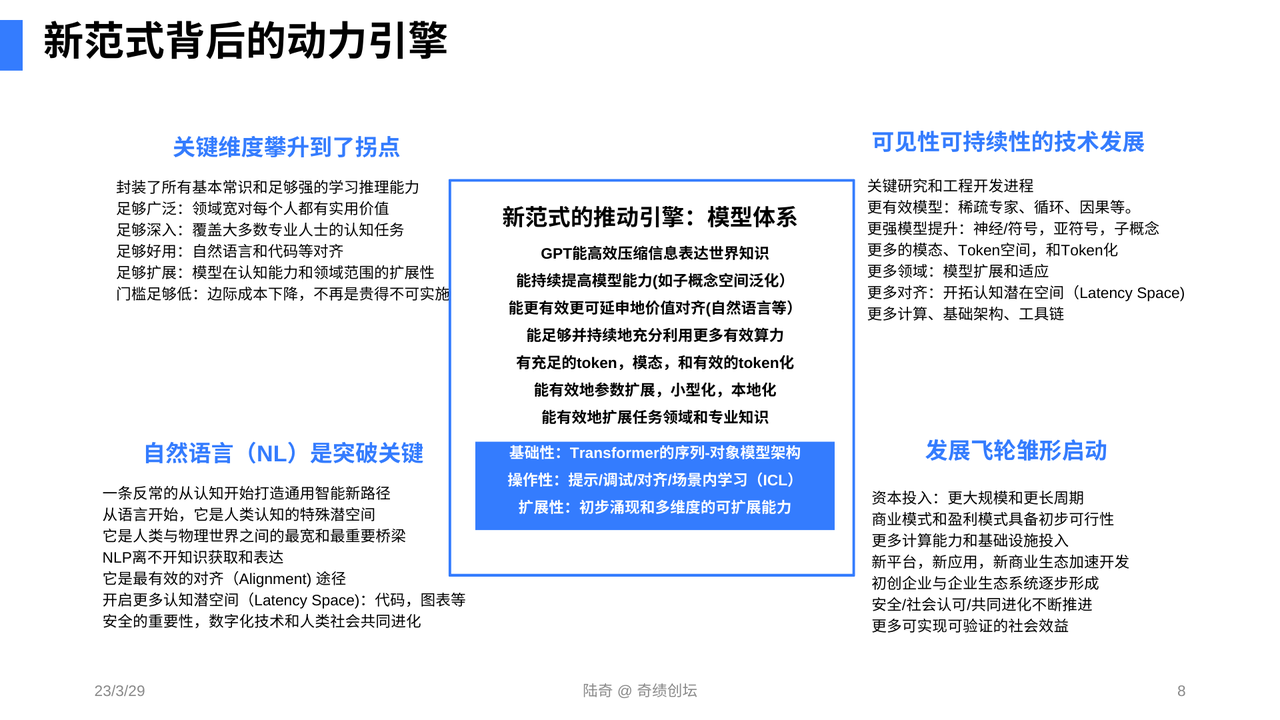 新范式背后的动力引擎
关键维度攀升到了拐点
封装了所有基本常识和足够强的学习推理能力
足够广泛：领域宽对每个人都有实用价值
足够深入：覆盖大多数专业人士的认知任务
足够好用：自然语言和代码等对齐
足够扩展：模型在认知能力和领域范围的扩展性
门槛足够低：边际成本下降，不再是贵得不可实施
自然语言（NL）是突破关键
一条反常的从认知开始打造通用智能新路径
从语言开始，它是人类认知的特殊潜空间
它是人类与物理世界之间的最宽和最重要桥梁
NLP离不开知识获取和表达
它是最有效的对齐（Alignment) 途径
开启更多认知潜空间（Latency Space)：代码，图表等
安全的重要性，数字化技术和人类社会共同进化
新范式的推动引擎：模型体系
GPT能高效压缩信息表达世界知识
能持续提高模型能力(如子概念空间泛化）
能更有效更可延申地价值对齐(自然语言等）
能足够并持续地充分利用更多有效算力
有充足的token，模态，和有效的token化
能有效地参数扩展，小型化，本地化
能有效地扩展任务领域和专业知识
基础性：Transformer的序列-对象模型架构
操作性：提示/调试/对齐/场景内学习（ICL）
扩展性：初步涌现和多维度的可扩展能力
可见性可持续性的技术发展
关键研究和工程开发进程
更有效模型：稀疏专家、循环、因果等。
更强模型提升：神经/符号，亚符号，子概念
更多的模态、Token空间，和Token化
更多领域：模型扩展和适应
更多对齐：开拓认知潜在空间（Latency Space)
更多计算、基础架构、工具链
发展飞轮雏形启动
资本投入：更大规模和更长周期
商业模式和盈利模式具备初步可行性
更多计算能力和基础设施投入
新平台，新应用，新商业生态加速开发
初创企业与企业生态系统逐步形成
安全/社会认可/共同进化不断推进
更多可实现可验证的社会效益
23/3/29
陆奇 @ 奇绩创坛
8